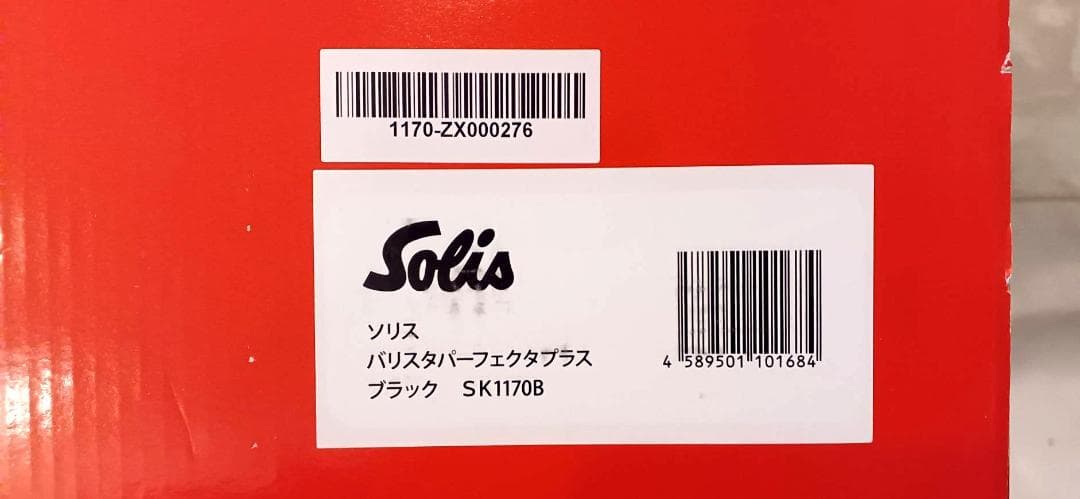 1170-ZX000276
Solis
ソリス
バリスタパーフェクタプラス
ブラック　SK1170B
4 589501 101684